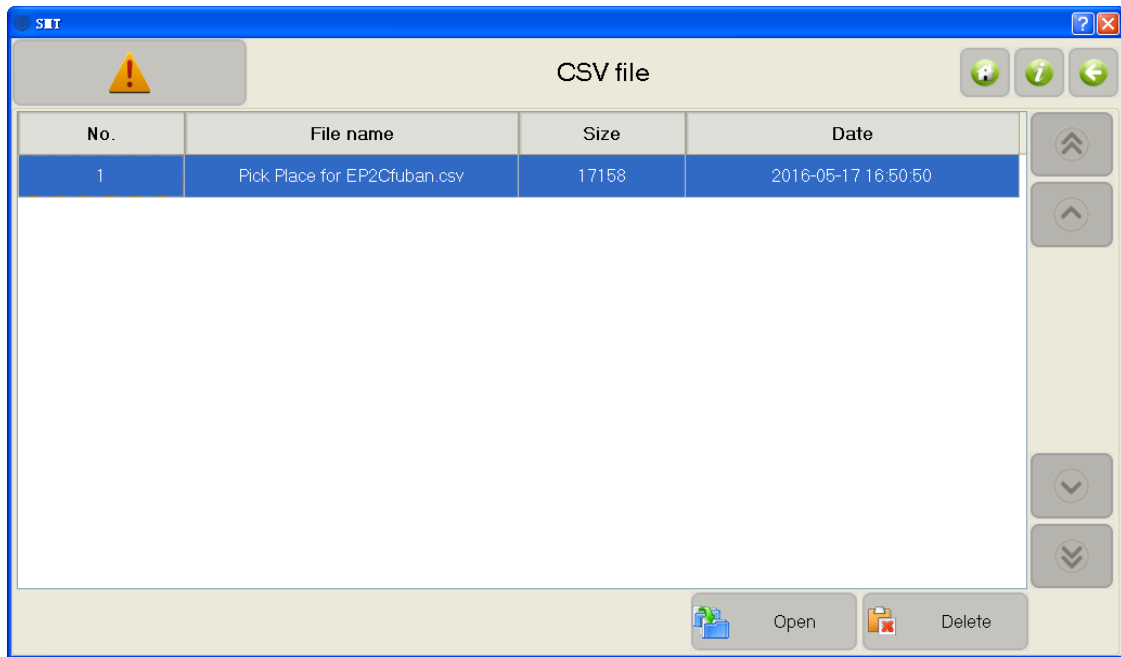 SMT
CSV file
No. File name Size Date
1 Pick Place for EP2Cfuban.csv 17158 2016-05-17 16:50:50
Open Delete